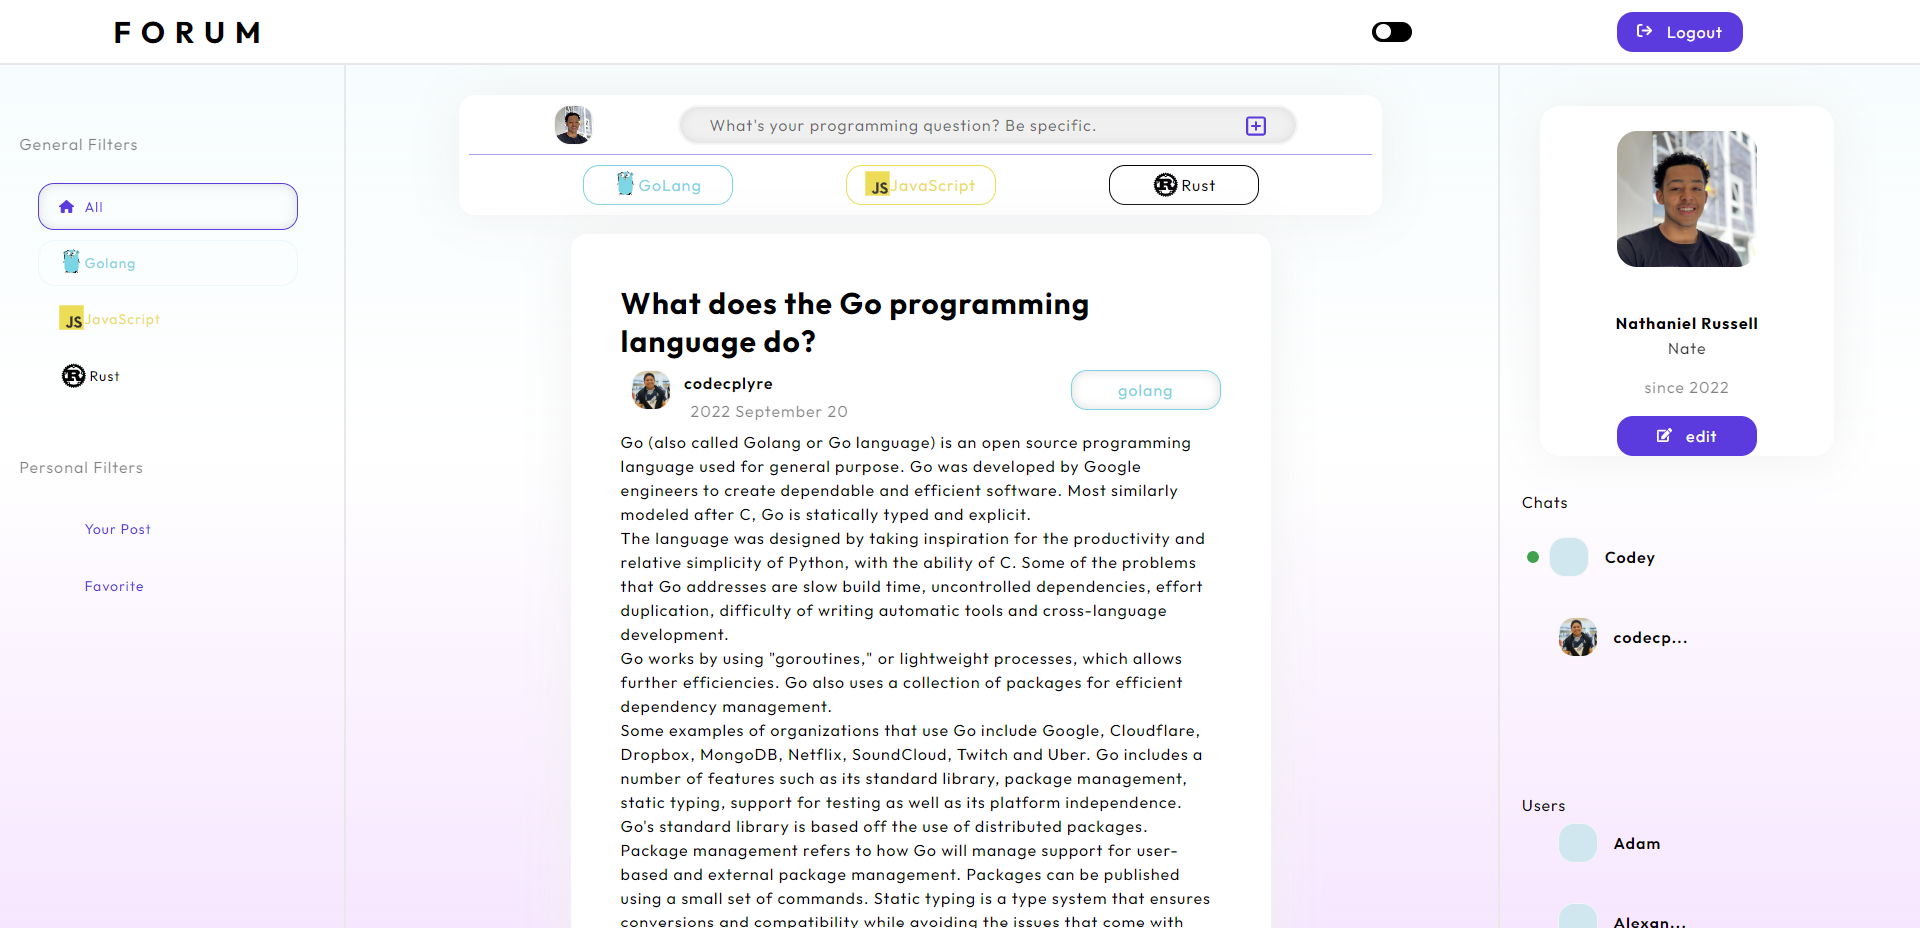 FORUM
Logout
General Filters
All
Golang
JS JavaScript
Rust
Personal Filters
Your Post
Favorite
What's your programming question? Be specific.
GoLang
JS JavaScript
Rust
What does the Go programming
language do?
codecplyre
2022 September 20
golang
Go (also called Golang or Go language) is an open source programming
language used for general purpose. Go was developed by Google
engineers to create dependable and efficient software. Most similarly
modeled after C, Go is statically typed and explicit.
The language was designed by taking inspiration for the productivity and
relative simplicity of Python, with the ability of C. Some of the problems
that Go addresses are slow build time, uncontrolled dependencies, effort
duplication, difficulty of writing automatic tools and cross-language
development.
Go works by using "goroutines," or lightweight processes, which allows
further efficiencies. Go also uses a collection of packages for efficient
dependency management.
Some examples of organizations that use Go include Google, Cloudflare,
Dropbox, MongoDB, Netflix, SoundCloud, Twitch and Uber. Go includes a
number of features such as its standard library, package management,
static typing, support for testing as well as its platform independence.
Go's standard library is based off the use of distributed packages.
Package management refers to how Go will manage support for user-
based and external package management. Packages can be published
using a small set of commands. Static typing is a type system that ensures
conversions and compatibility while avoiding the issues that come with
Nathaniel Russell
Nate
since 2022
edit
Chats
Codey
codecp...
Users
Adam
Alexan...